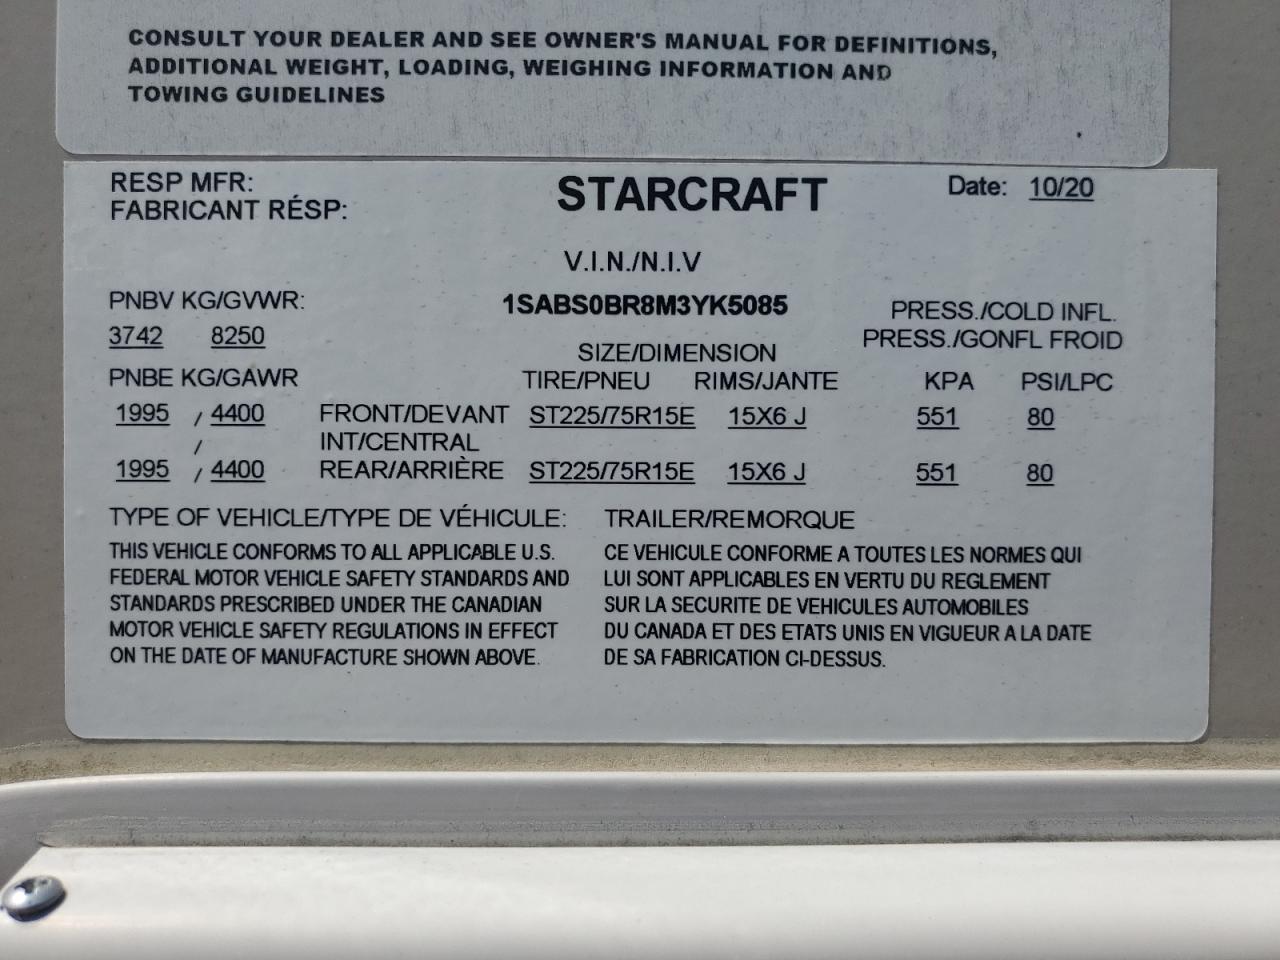 CONSULT YOUR DEALER AND SEE OWNER'S MANUAL FOR DEFINITIONS,
ADDITIONAL WEIGHT, LOADING, WEIGHING INFORMATION AND
TOWING GUIDELINES
RESP MFR: STARCRAFT Date: 10/20
FABRICANT RÉSP:
V.I.N./N.I.V
PNBV KG/GVWR: 1SABS0BR8M3YK5085 PRESS./COLD INFL.
3742 8250 PRESS./GONFL FROID
SIZE/DIMENSION
PNBE KG/GAWR TIRE/PNEU RIMS/JANTE KPA PSI/LPC
1995 / 4400 FRONT/DEVANT ST225/75R15E 15X6 J 551 80
/ INT/CENTRAL
1995 / 4400 REAR/ARRIÈRE ST225/75R15E 15X6 J 551 80
TYPE OF VEHICLE/TYPE DE VÉHICULE: TRAILER/REMORQUE
THIS VEHICLE CONFORMS TO ALL APPLICABLE U.S.
FEDERAL MOTOR VEHICLE SAFETY STANDARDS AND
STANDARDS PRESCRIBED UNDER THE CANADIAN
MOTOR VEHICLE SAFETY REGULATIONS IN EFFECT
ON THE DATE OF MANUFACTURE SHOWN ABOVE.
CE VEHICULE CONFORME A TOUTES LES NORMES QUI
LUI SONT APPLICABLES EN VERTU DU REGLEMENT
SUR LA SECURITE DE VEHICULES AUTOMOBILES
DU CANADA ET DES ETATS UNIS EN VIGUEUR A LA DATE
DE SA FABRICATION CI-DESSUS.